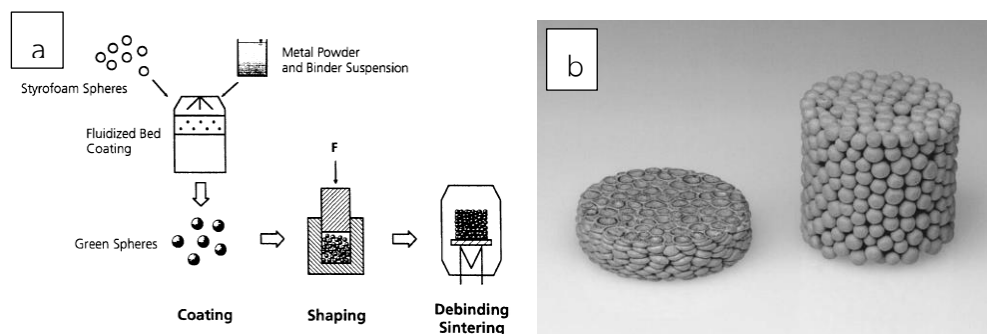 a
Styrofoam Spheres
Metal Powder
and Binder Suspension
Fluidized Bed
Coating
F
Green Spheres
Coating
Shaping
Debinding
Sintering
b